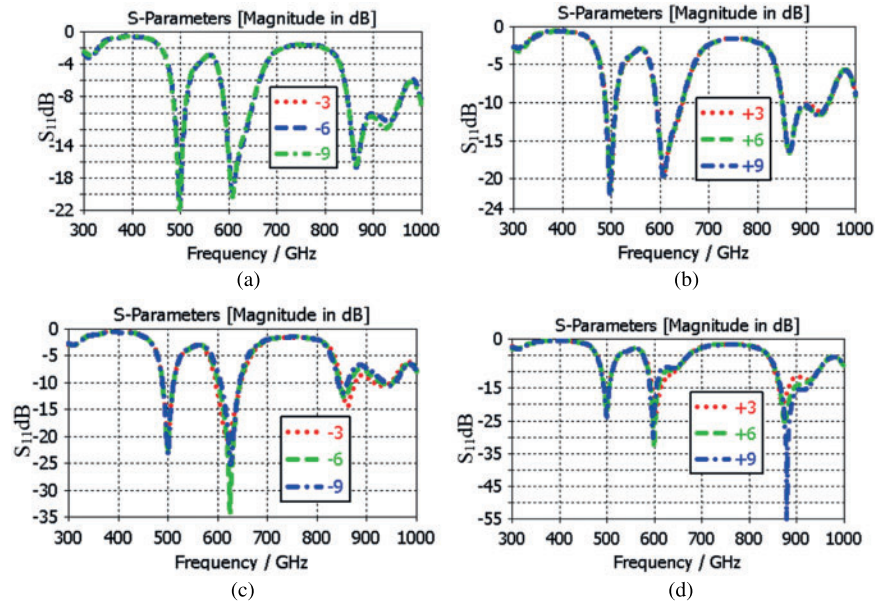 S-Parameters [Magnitude in dB]
0
-4
-8
-12
-18
-22
S11dB
-3
-6
-9
300 400 500 600 700 800 900 1000
Frequency / GHz
(a)
S-Parameters [Magnitude in dB]
0
-5
-10
-15
-20
-24
S11dB
+3
+6
+9
300 400 500 600 700 800 900 1000
Frequency / GHz
(b)
S-Parameters [Magnitude in dB]
0
-5
-10
-15
-20
-25
-30
-35
S11dB
-3
-6
-9
300 400 500 600 700 800 900 1000
Frequency / GHz
(c)
S-Parameters [Magnitude in dB]
0
-15
-25
-35
-45
-55
S11dB
+3
+6
+9
300 400 500 600 700 800 900 1000
Frequency / GHz
(d)